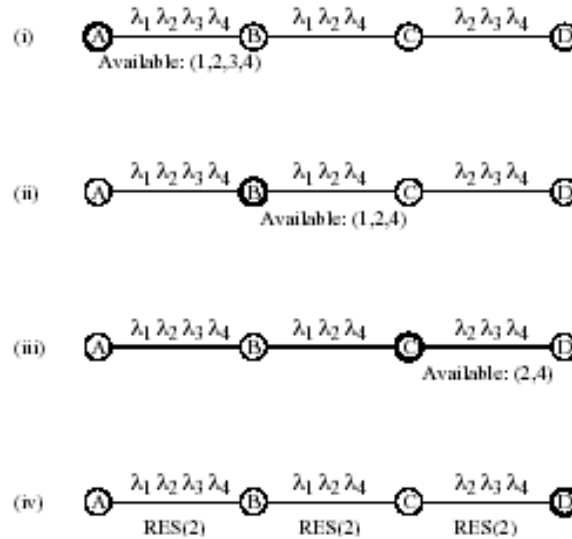 λ1 λ2 λ3 λ4 λ1 λ2 λ4 λ2 λ3 λ4
(i) A B C D
Available: (1,2,3,4)
λ1 λ2 λ3 λ4 λ1 λ2 λ4 λ2 λ3 λ4
(ii) A B C D
Available: (1,2,4)
λ1 λ2 λ3 λ4 λ1 λ2 λ4 λ2 λ3 λ4
(iii) A B C D
Available: (2,4)
λ1 λ2 λ3 λ4 λ1 λ2 λ4 λ2 λ3 λ4
(iv) A B C D
RES(2) RES(2) RES(2)